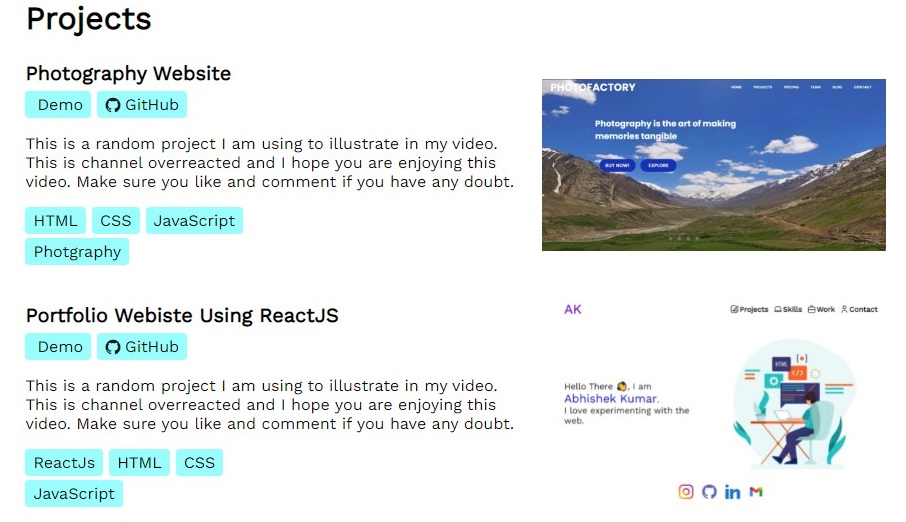 Projects
Photography Website
Demo GitHub
This is a random project I am using to illustrate in my video.
This is channel overreacted and I hope you are enjoying this
video. Make sure you like and comment if you have any doubt.
HTML CSS JavaScript
Photgraphy
PHOTOFACTORY HOME PROJECTS PRICING TEAM BLOG CONTACT
Photography is the art of making
memories tangible
BUY NOW! EXPLORE
Portfolio Webiste Using ReactJS
Demo GitHub
This is a random project I am using to illustrate in my video.
This is channel overreacted and I hope you are enjoying this
video. Make sure you like and comment if you have any doubt.
ReactJs HTML CSS
JavaScript
AK Projects Skills Work Contact
Hello There , I am
Abhishek Kumar.
I love experimenting with the
web.
HTML